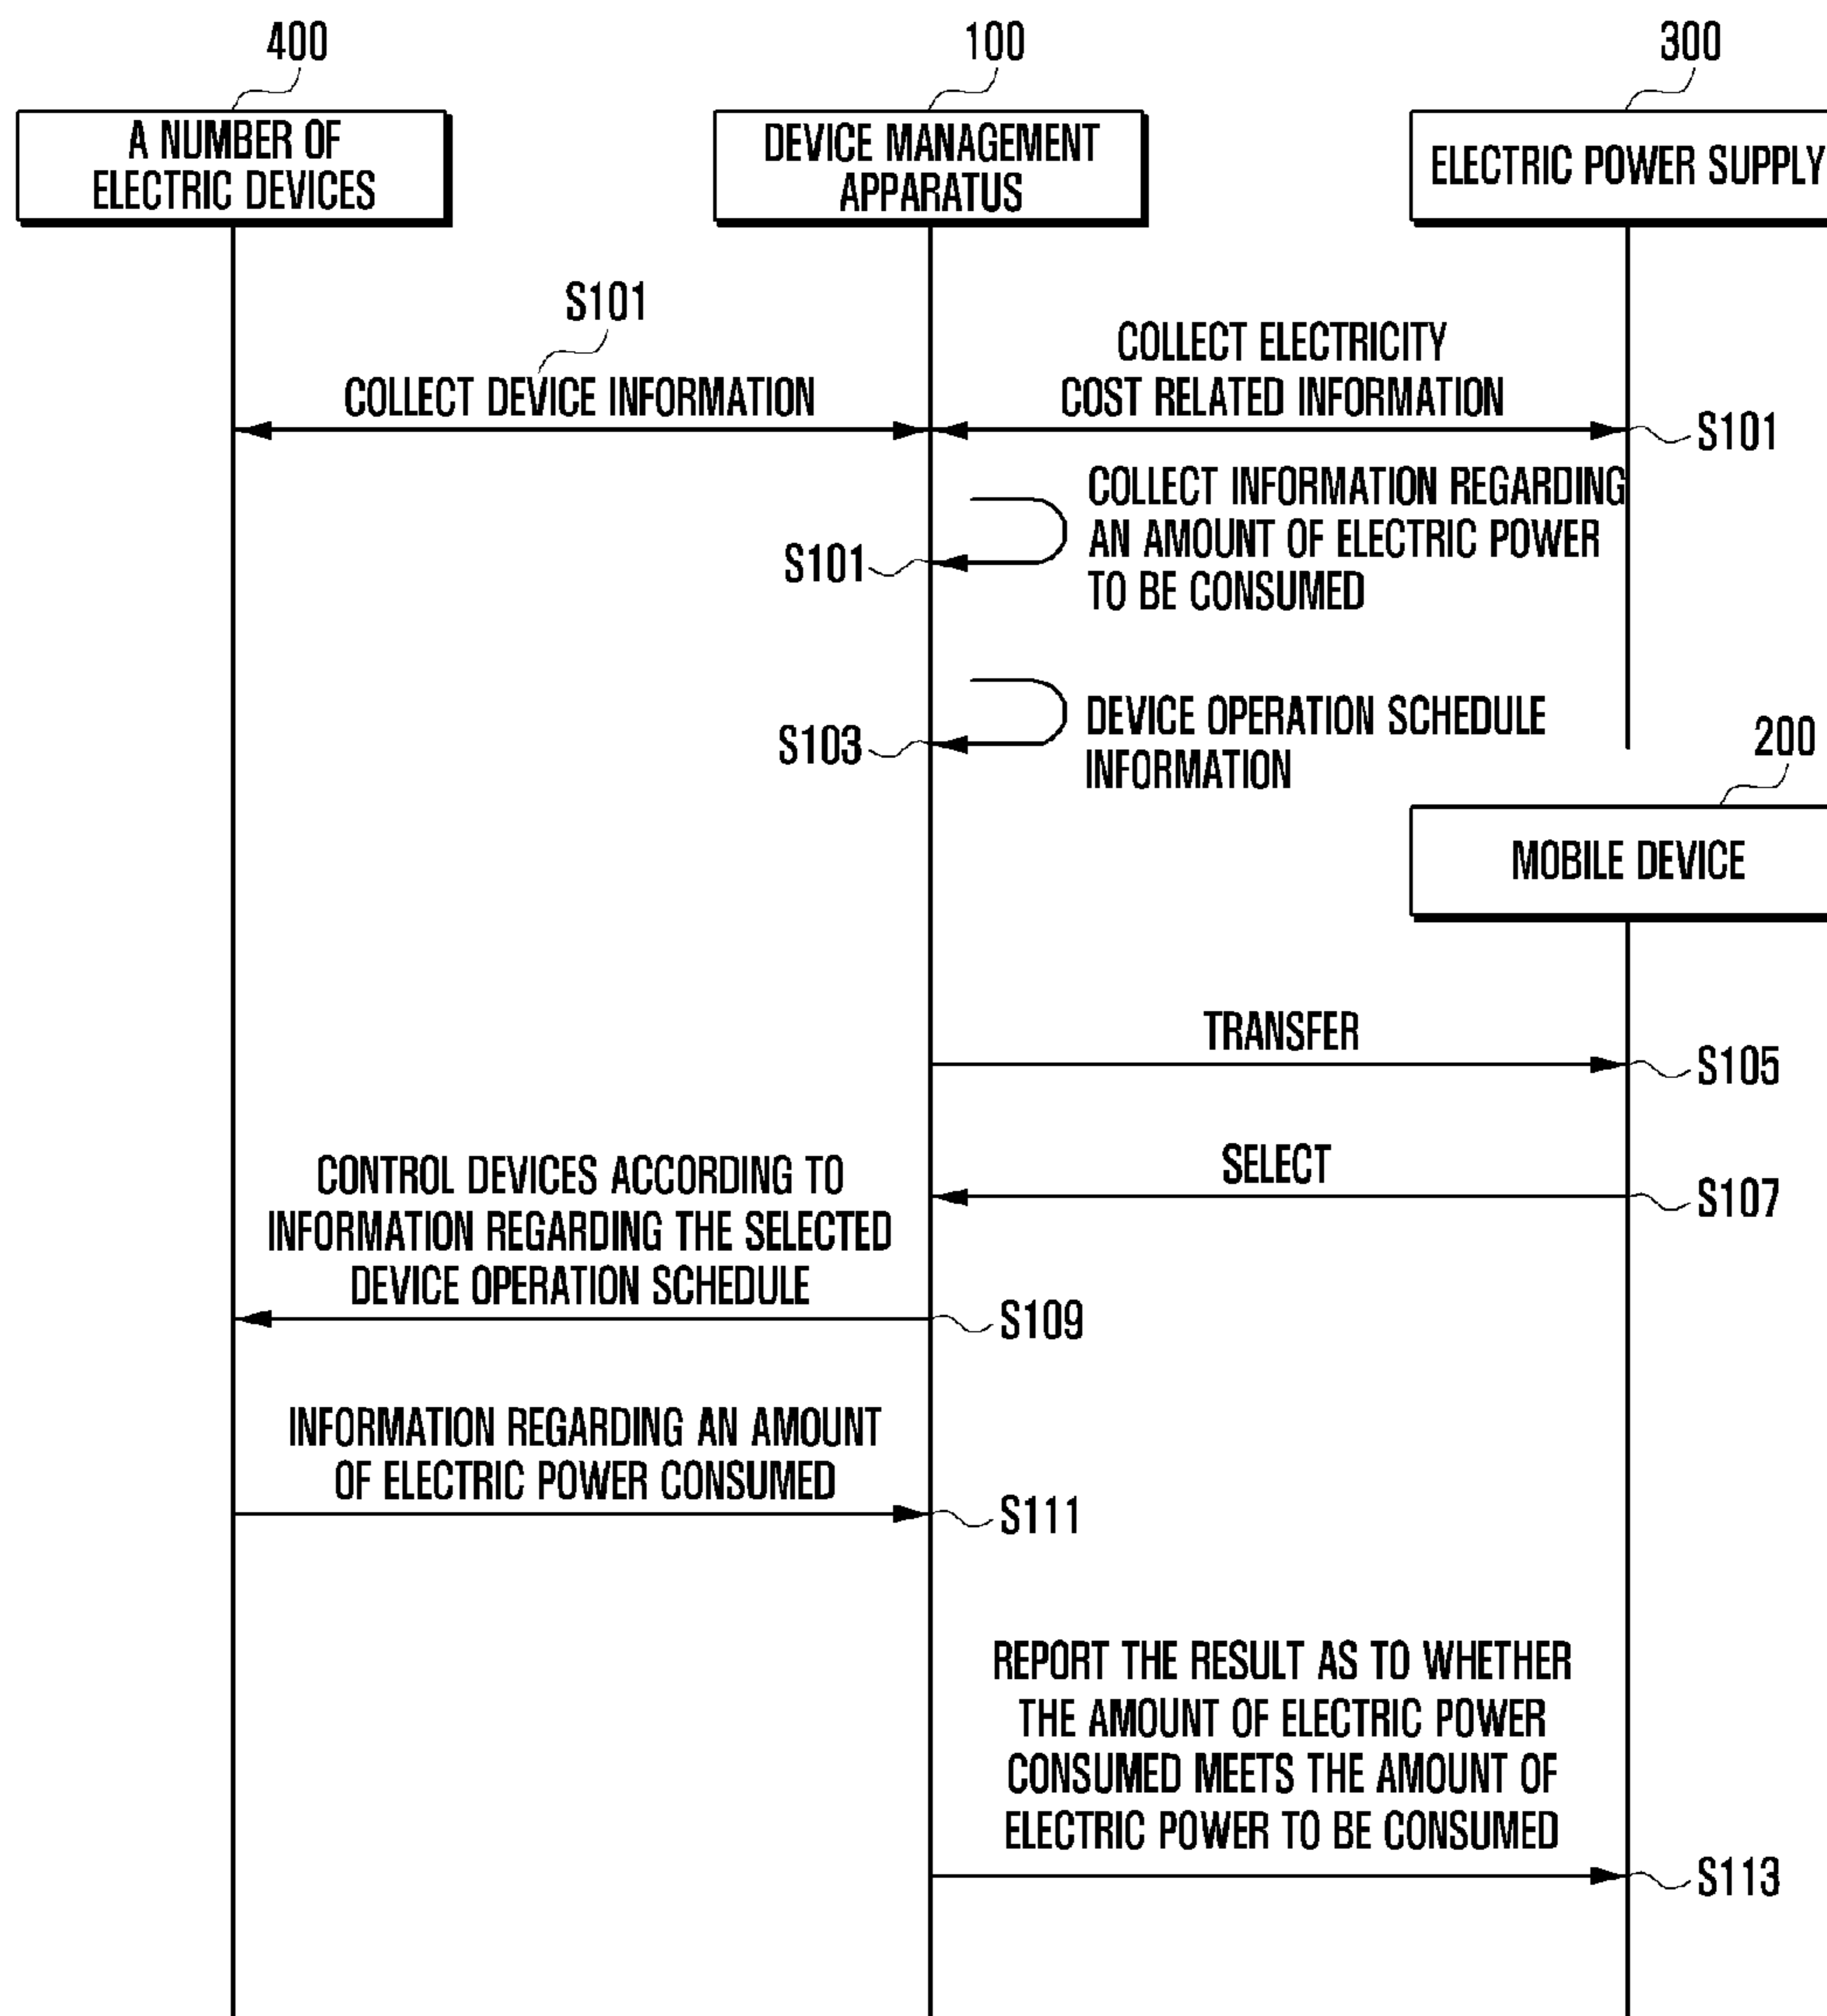 400
100
300
A NUMBER OF
ELECTRIC DEVICES
DEVICE MANAGEMENT
APPARATUS
ELECTRIC POWER SUPPLY
S101
COLLECT DEVICE INFORMATION
COLLECT ELECTRICITY
COST RELATED INFORMATION
S101
COLLECT INFORMATION REGARDING
AN AMOUNT OF ELECTRIC POWER
TO BE CONSUMED
S101
DEVICE OPERATION SCHEDULE
INFORMATION
S103
200
MOBILE DEVICE
TRANSFER
S105
SELECT
S107
CONTROL DEVICES ACCORDING TO
INFORMATION REGARDING THE SELECTED
DEVICE OPERATION SCHEDULE
S109
INFORMATION REGARDING AN AMOUNT
OF ELECTRIC POWER CONSUMED
S111
REPORT THE RESULT AS TO WHETHER
THE AMOUNT OF ELECTRIC POWER
CONSUMED MEETS THE AMOUNT OF
ELECTRIC POWER TO BE CONSUMED
S113